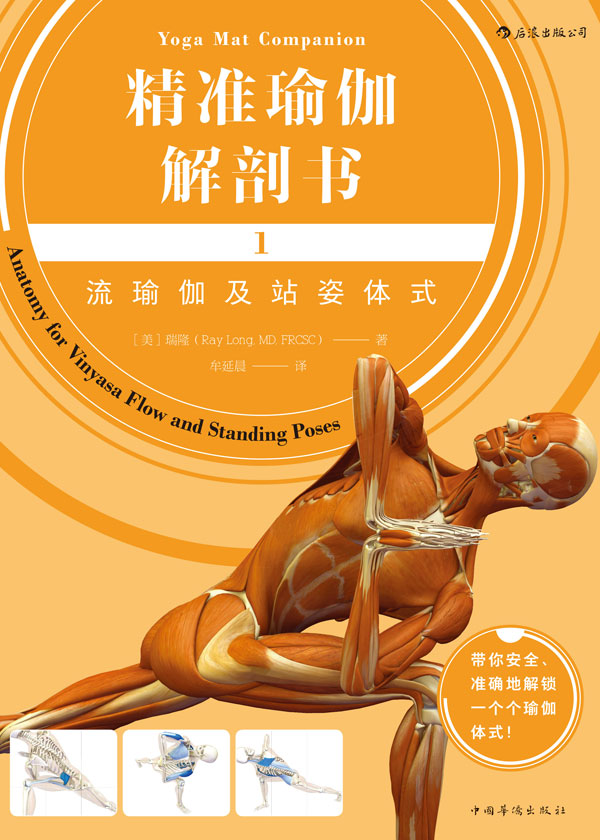 后浪出版公司
Yoga Mat Companion
精准瑜伽
解剖书
1
流瑜伽及站姿体式
Anatomy for Vinyasa Flow and Standing Poses
[美]瑞隆(Ray Long, MD, FRCSC)——著
牟延晨——译
带你安全、
准确地解锁
一个个瑜伽
体式!
中国华侨出版社